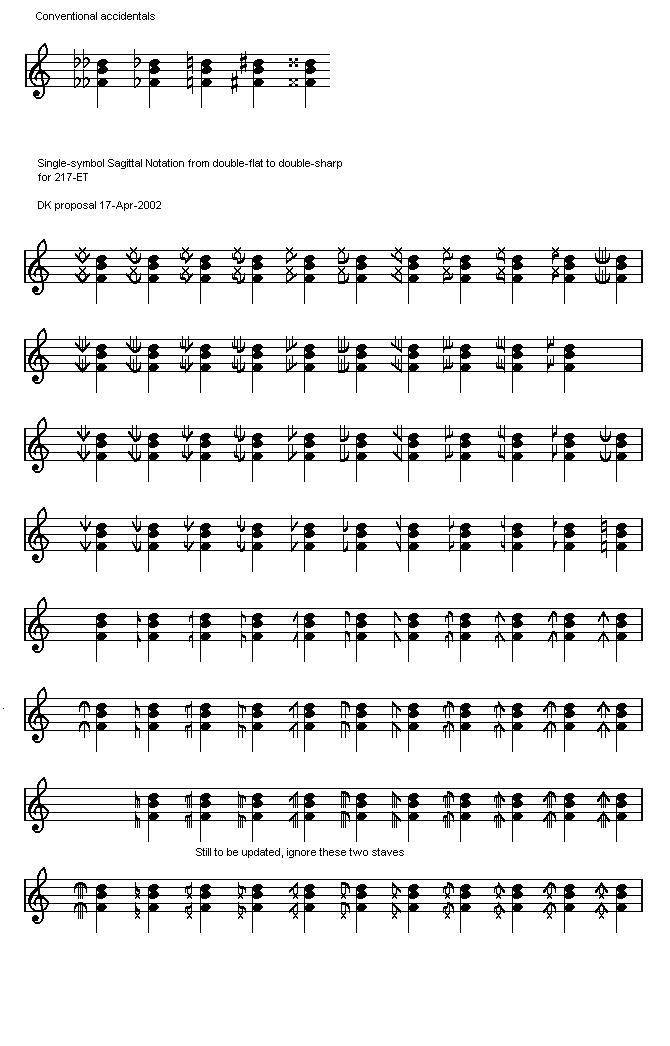 Conventional accidentals
Single-symbol Sagittal Notation from double-flat to double-sharp
for 217-ET
DK proposal 17-Apr-2002
Still to be updated, ignore these two staves